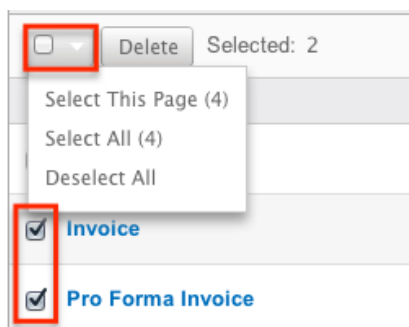 Delete Selected: 2
Select This Page (4)
Select All (4)
Deselect All
Invoice
Pro Forma Invoice